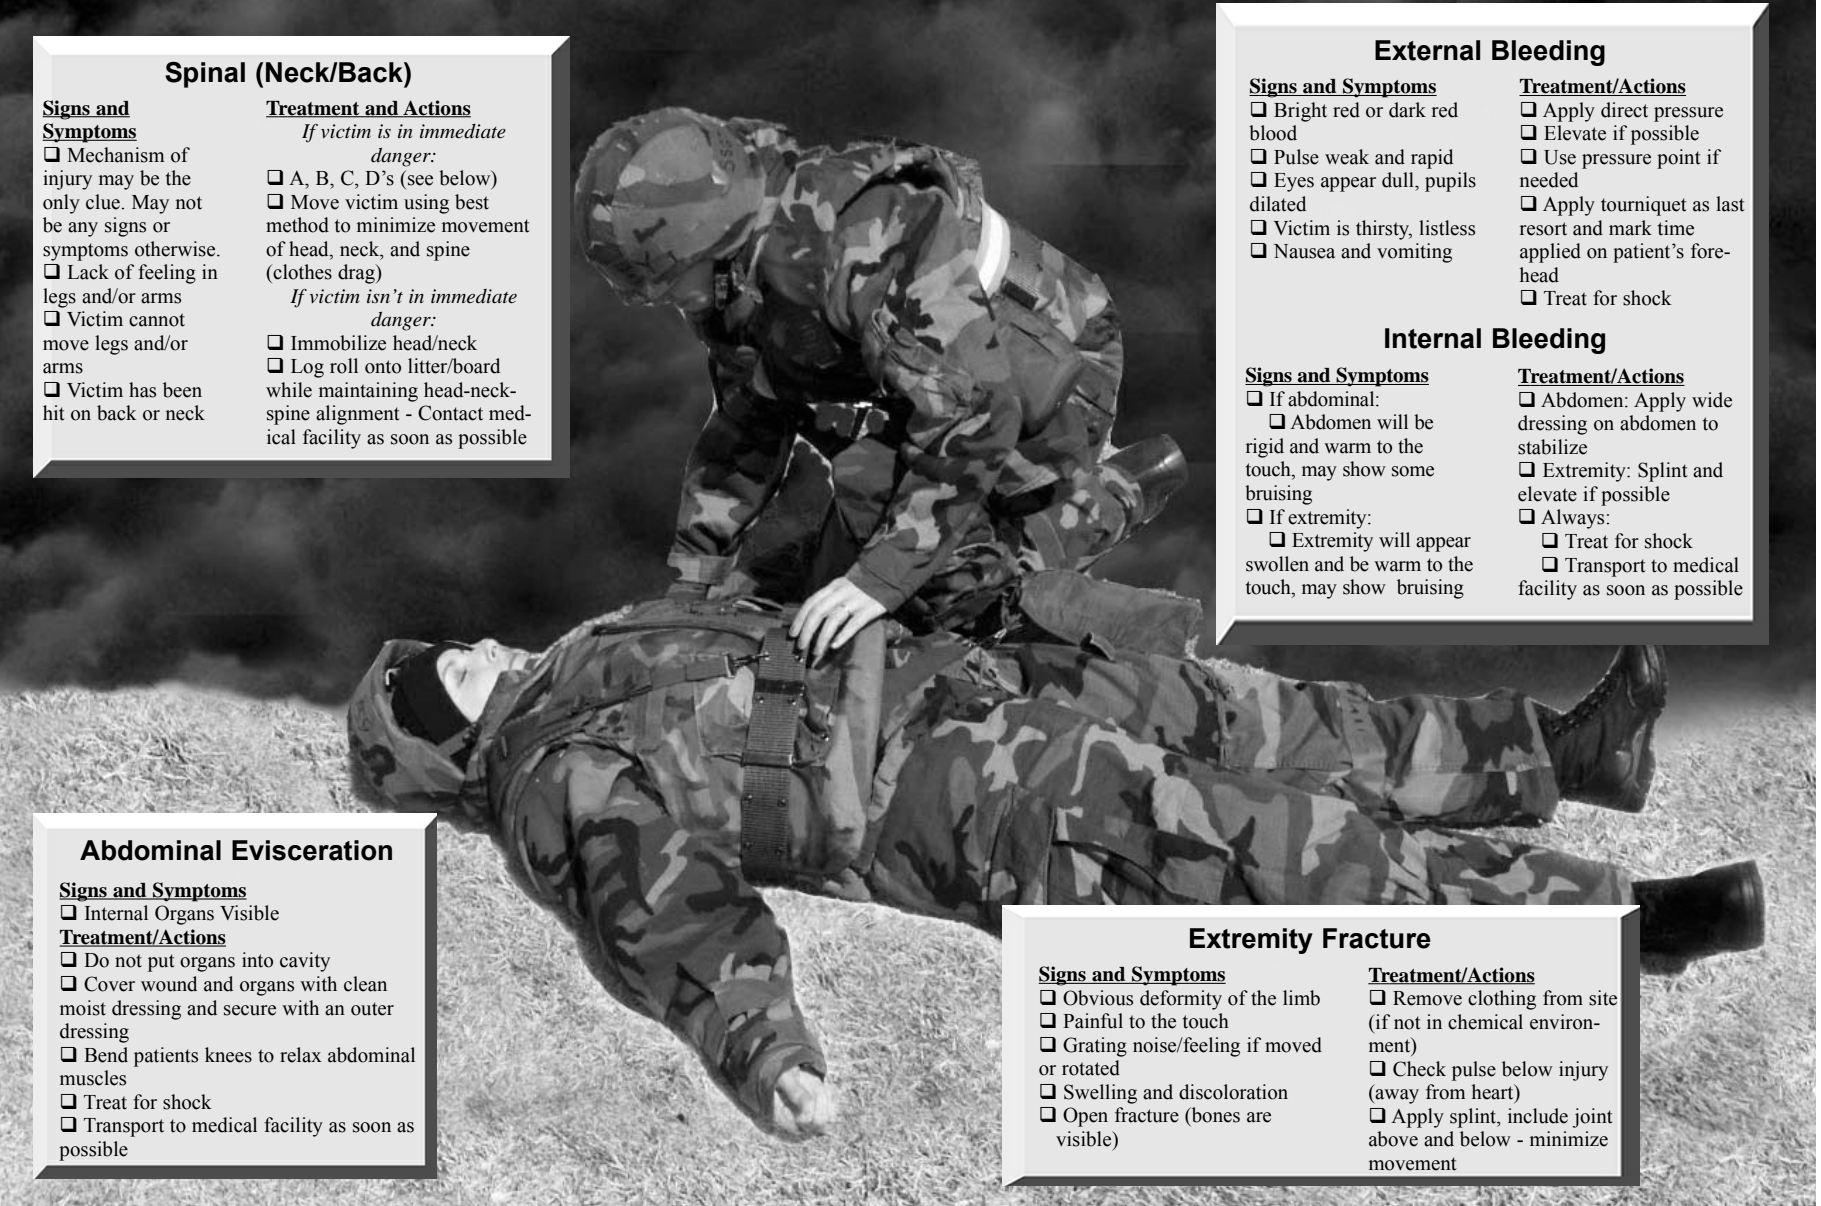 Spinal (Neck/Back)
Signs and
Symptoms
❑ Mechanism of
injury may be the
only clue. May not
be any signs or
symptoms otherwise.
❑ Lack of feeling in
legs and/or arms
❑ Victim cannot
move legs and/or
arms
❑ Victim has been
hit on back or neck
Treatment and Actions
If victim is in immediate
danger:
❑ A, B, C, D's (see below)
❑ Move victim using best
method to minimize movement
of head, neck, and spine
(clothes drag)
If victim isn't in immediate
danger:
❑ Immobilize head/neck
❑ Log roll onto litter/board
while maintaining head-neck-
spine alignment - Contact med-
ical facility as soon as possible
External Bleeding
Signs and Symptoms
❑ Bright red or dark red
blood
❑ Pulse weak and rapid
❑ Eyes appear dull, pupils
dilated
❑ Victim is thirsty, listless
❑ Nausea and vomiting
Treatment/Actions
❑ Apply direct pressure
❑ Elevate if possible
❑ Use pressure point if
needed
❑ Apply tourniquet as last
resort and mark time
applied on patient's fore-
head
❑ Treat for shock
Internal Bleeding
Signs and Symptoms
❑ If abdominal:
❑ Abdomen will be
rigid and warm to the
touch, may show some
bruising
❑ If extremity:
❑ Extremity will appear
swollen and be warm to the
touch, may show bruising
Treatment/Actions
❑ Abdomen: Apply wide
dressing on abdomen to
stabilize
❑ Extremity: Splint and
elevate if possible
❑ Always:
❑ Treat for shock
❑ Transport to medical
facility as soon as possible
Abdominal Evisceration
Signs and Symptoms
❑ Internal Organs Visible
Treatment/Actions
❑ Do not put organs into cavity
❑ Cover wound and organs with clean
moist dressing and secure with an outer
dressing
❑ Bend patients knees to relax abdominal
muscles
❑ Treat for shock
❑ Transport to medical facility as soon as
possible
Extremity Fracture
Signs and Symptoms
❑ Obvious deformity of the limb
❑ Painful to the touch
❑ Grating noise/feeling if moved
or rotated
❑ Swelling and discoloration
❑ Open fracture (bones are
visible)
Treatment/Actions
❑ Remove clothing from site
(if not in chemical environ-
ment)
❑ Check pulse below injury
(away from heart)
❑ Apply splint, include joint
above and below - minimize
movement